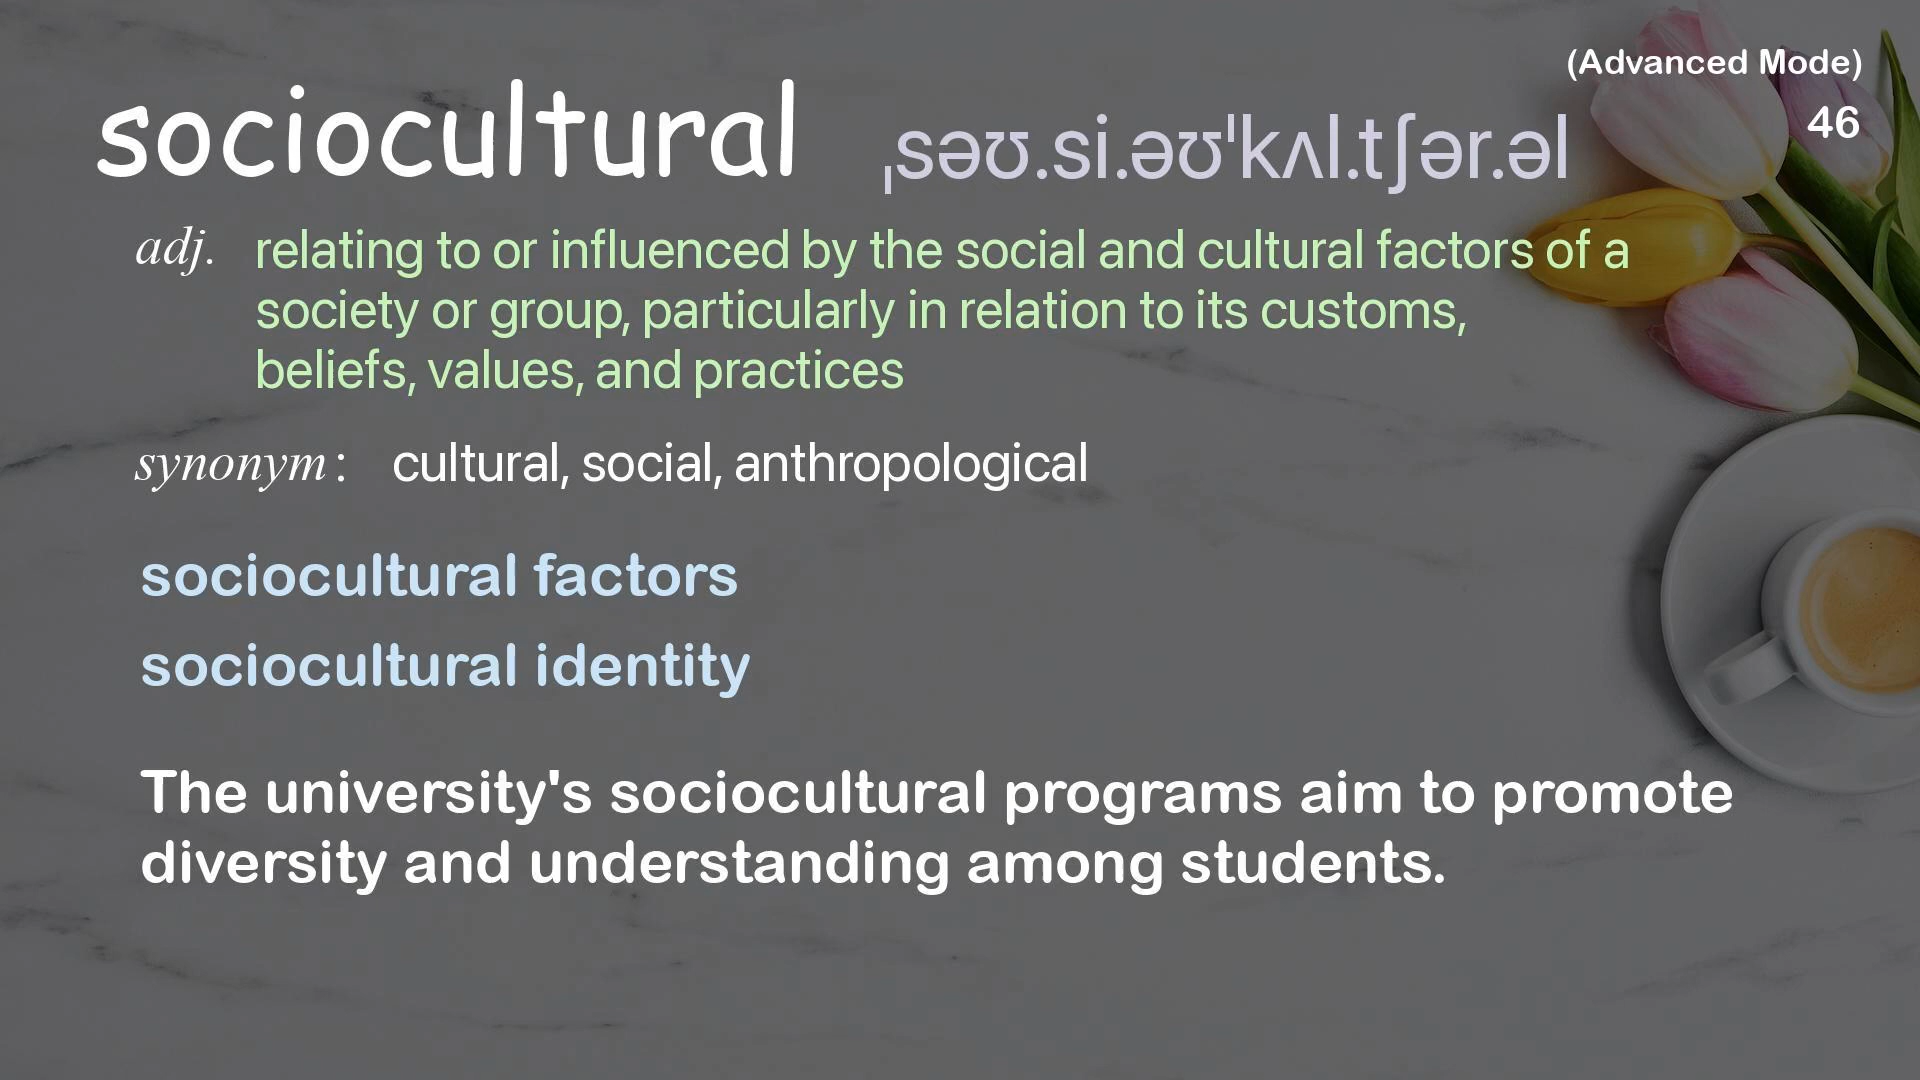 (Advanced Mode)
sociocultural ˌsəʊ.si.əʊˈkʌl.tʃər.əl
46
adj. relating to or influenced by the social and cultural factors of a
society or group, particularly in relation to its customs,
beliefs, values, and practices
synonym: cultural, social, anthropological
sociocultural factors
sociocultural identity
The university's sociocultural programs aim to promote
diversity and understanding among students.